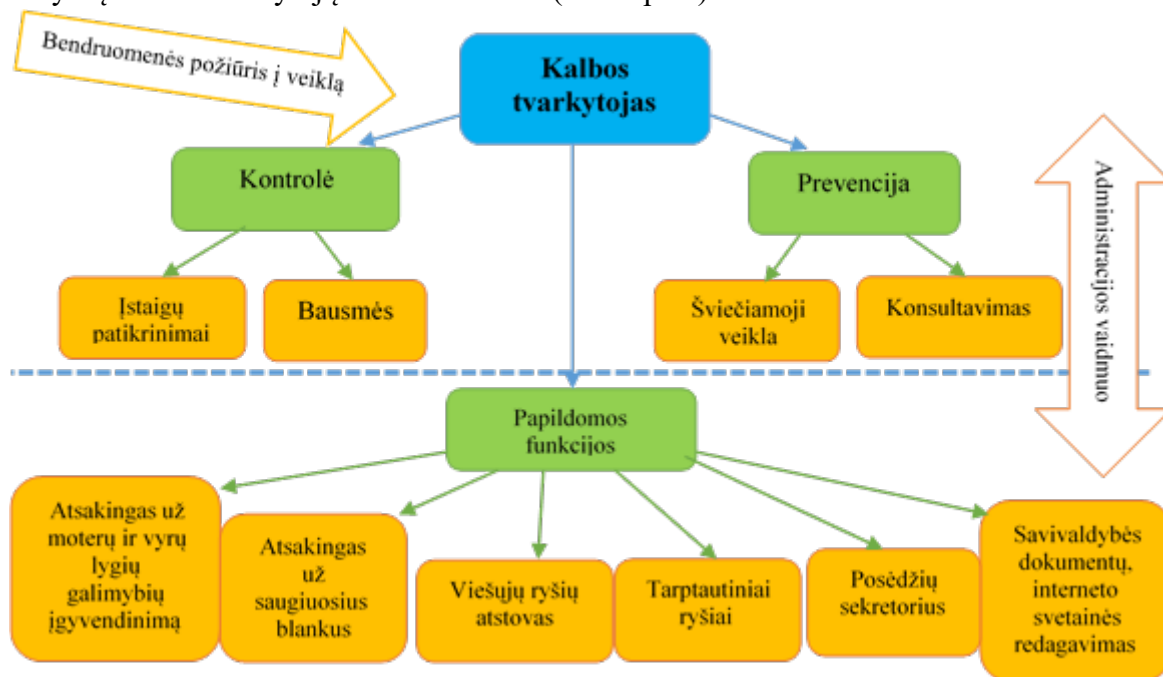 Bendruomenės požiūris į veiklą
Kalbos
tvarkytojas
Kontrolė
Prevencija
Administracijos vaidmuo
Įstaigų
patikrinimai
Bausmės
Šviečiamoji
veikla
Konsultavimas
Papildomos
funkcijos
Atsakingas už
moterų ir vyrų
lygių
galimybių
įgyvendinimą
Atsakingas
už
saugiuosius
blankus
Viešųjų ryšių
atstovas
Tarptautiniai
ryšiai
Posėdžių
sekretorius
Savivaldybės
dokumentų,
interneto
svetainės
redagavimas